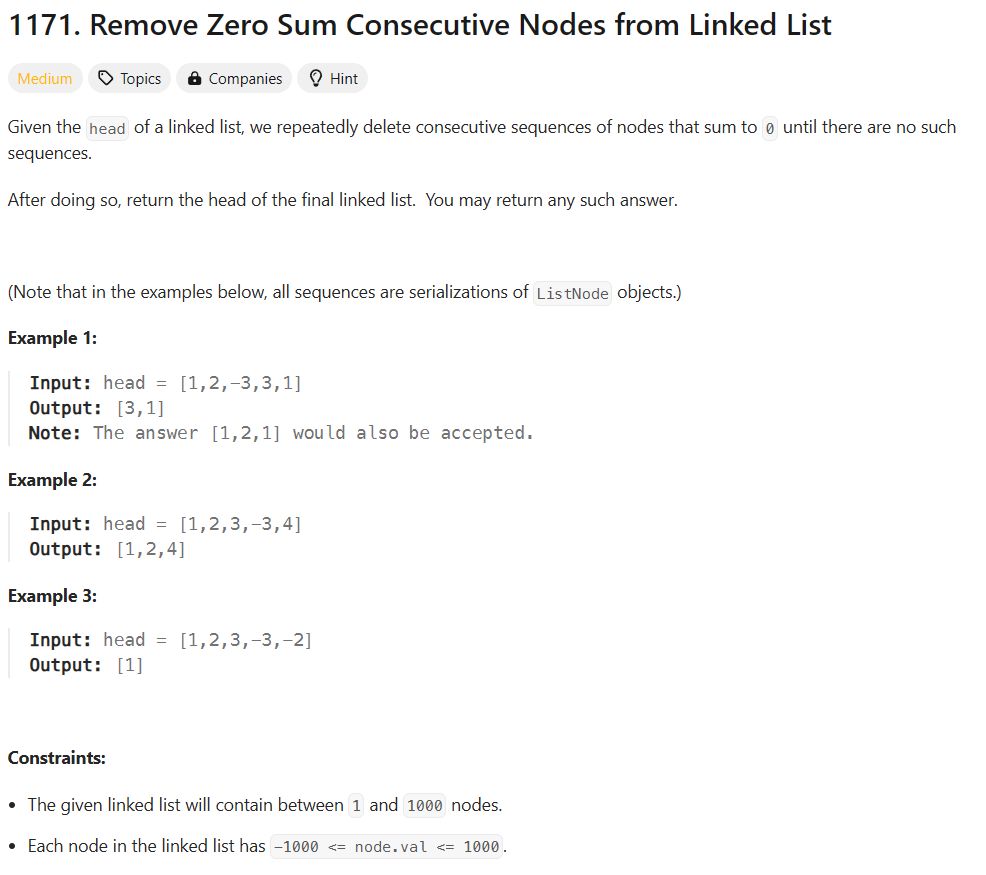 1171. Remove Zero Sum Consecutive Nodes from Linked List
Medium Topics Companies Hint
Given the head of a linked list, we repeatedly delete consecutive sequences of nodes that sum to 0 until there are no such
sequences.
After doing so, return the head of the final linked list. You may return any such answer.
(Note that in the examples below, all sequences are serializations of ListNode objects.)
Example 1:
Input: head = [1,2,-3,3,1]
Output: [3,1]
Note: The answer [1,2,1] would also be accepted.
Example 2:
Input: head = [1,2,3,-3,4]
Output: [1,2,4]
Example 3:
Input: head = [1,2,3,-3,-2]
Output: [1]
Constraints:
• The given linked list will contain between 1 and 1000 nodes.
• Each node in the linked list has -1000 <= node.val <= 1000.